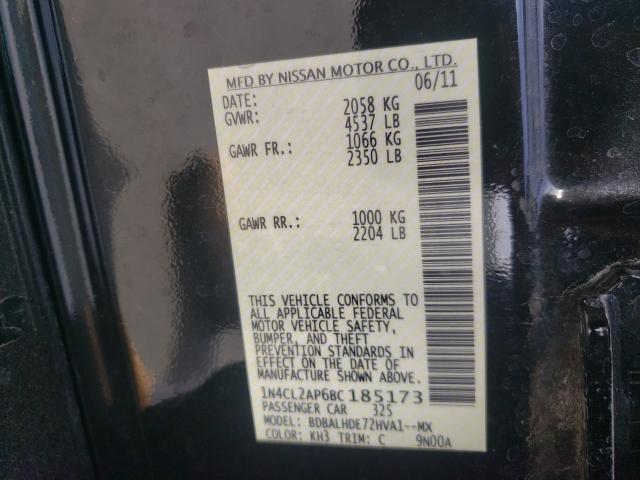 MFD BY NISSAN MOTOR CO., LTD.
DATE: 06/11
GVWR: 2058 KG
4537 LB
GAWR FR.: 1066 KG
2350 LB
GAWR RR.: 1000 KG
2204 LB
THIS VEHICLE CONFORMS TO
ALL APPLICABLE FEDERAL
MOTOR VEHICLE SAFETY,
BUMPER, AND THEFT
PREVENTION STANDARDS IN
EFFECT ON THE DATE OF
MANUFACTURE SHOWN ABOVE.
1N4CL2AP6BC185173
PASSENGER CAR 325
MODEL: BDBALHDE72HVA1--MX
COLOR: KH3 TRIM: C 9N00A